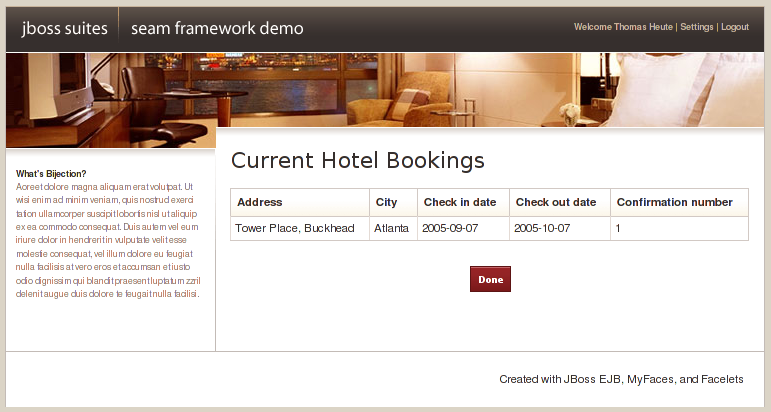 jboss suites seam framework demo Welcome Thomas Heute | Settings | Logout
What's Bijection?
Aoreet dolore magna aliquam erat volutpat. Ut
wisi enim ad minim veniam, quis nostrud exerci
tation ullamcorper suscipit lobortis nisl ut aliquip
ex ea commodo consequat. Duis autem vel eum
iriure dolor in hendrerit in vulputate velit esse
molestie consequat, vel illum dolore eu feugiat
nulla facilisis at vero eros et accumsan et iusto
odio dignissim qui blandit praesent luptatum zzril
delenit augue duis dolore te feugait nulla facilisi.
Current Hotel Bookings
Address City Check in date Check out date Confirmation number
Tower Place, Buckhead Atlanta 2005-09-07 2005-10-07 1
Done
Created with JBoss EJB, MyFaces, and Facelets